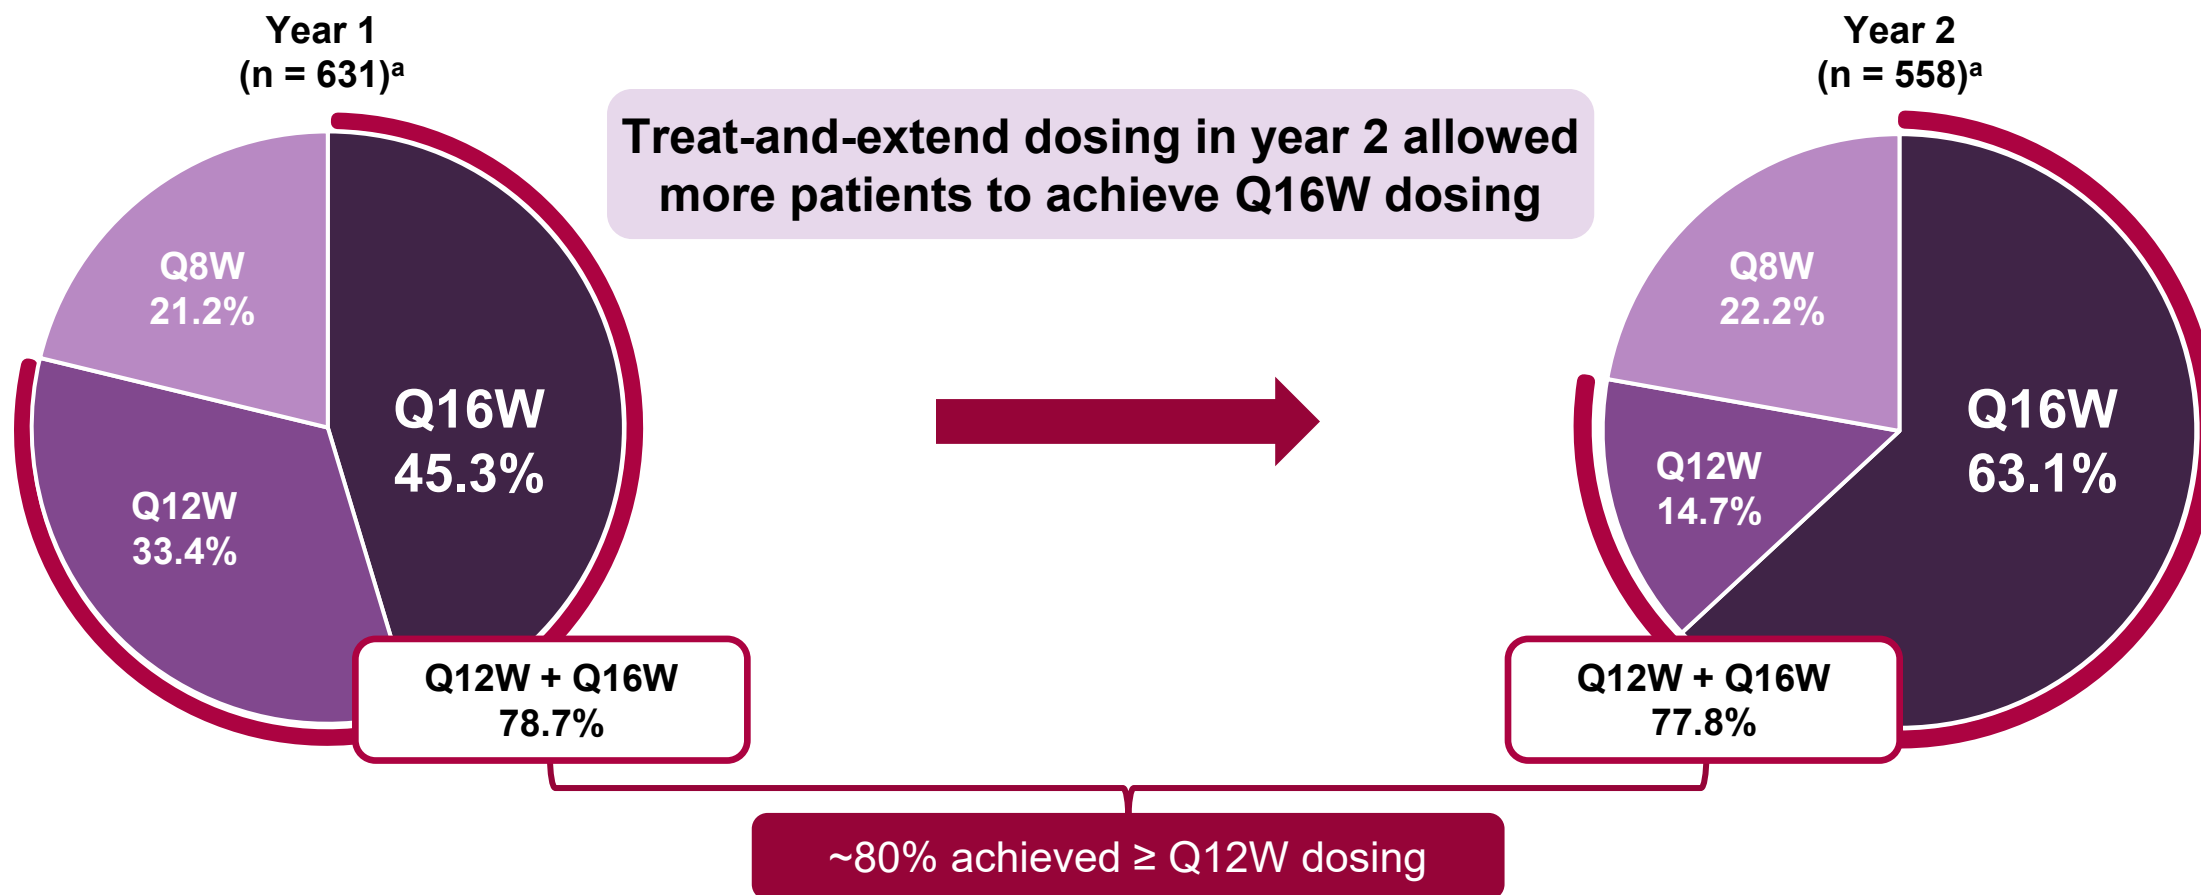 Year 1
(n = 631)ᵃ
Q8W
21.2%
Q16W
45.3%
Q12W
33.4%
Q12W + Q16W
78.7%
Treat-and-extend dosing in year 2 allowed
more patients to achieve Q16W dosing
Year 2
(n = 558)ᵃ
Q8W
22.2%
Q16W
63.1%
Q12W
14.7%
Q12W + Q16W
77.8%
~80% achieved ≥ Q12W dosing